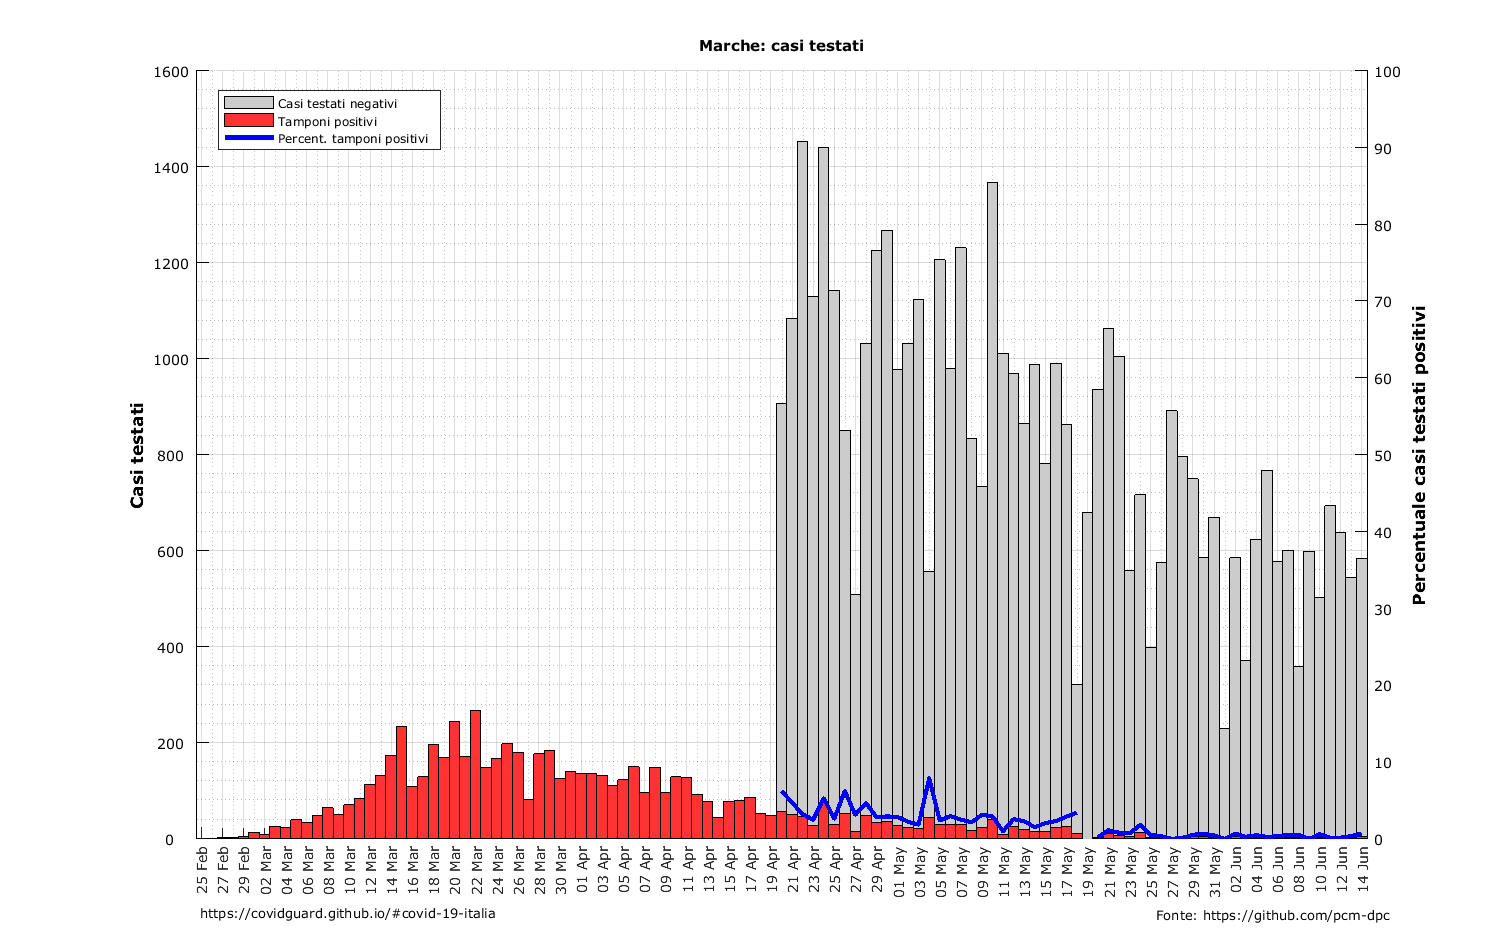 Marche: casi testati
1600
1400
1200
1000
800
600
400
200
0
100
90
80
70
60
50
40
30
20
10
0
Casi testati negativi
Tamponi positivi
Percent. tamponi positivi
Casi testati
Percentuale casi testati positivi
25 Feb
27 Feb
29 Feb
02 Mar
04 Mar
06 Mar
08 Mar
10 Mar
12 Mar
14 Mar
16 Mar
18 Mar
20 Mar
22 Mar
24 Mar
26 Mar
28 Mar
30 Mar
01 Apr
03 Apr
05 Apr
07 Apr
09 Apr
11 Apr
13 Apr
15 Apr
17 Apr
19 Apr
21 Apr
23 Apr
25 Apr
27 Apr
29 Apr
01 May
03 May
05 May
07 May
09 May
11 May
13 May
15 May
17 May
19 May
21 May
23 May
25 May
27 May
29 May
31 May
02 Jun
04 Jun
06 Jun
08 Jun
10 Jun
12 Jun
14 Jun
https://covidguard.github.io/#covid-19-italia
Fonte: https://github.com/pcm-dpc